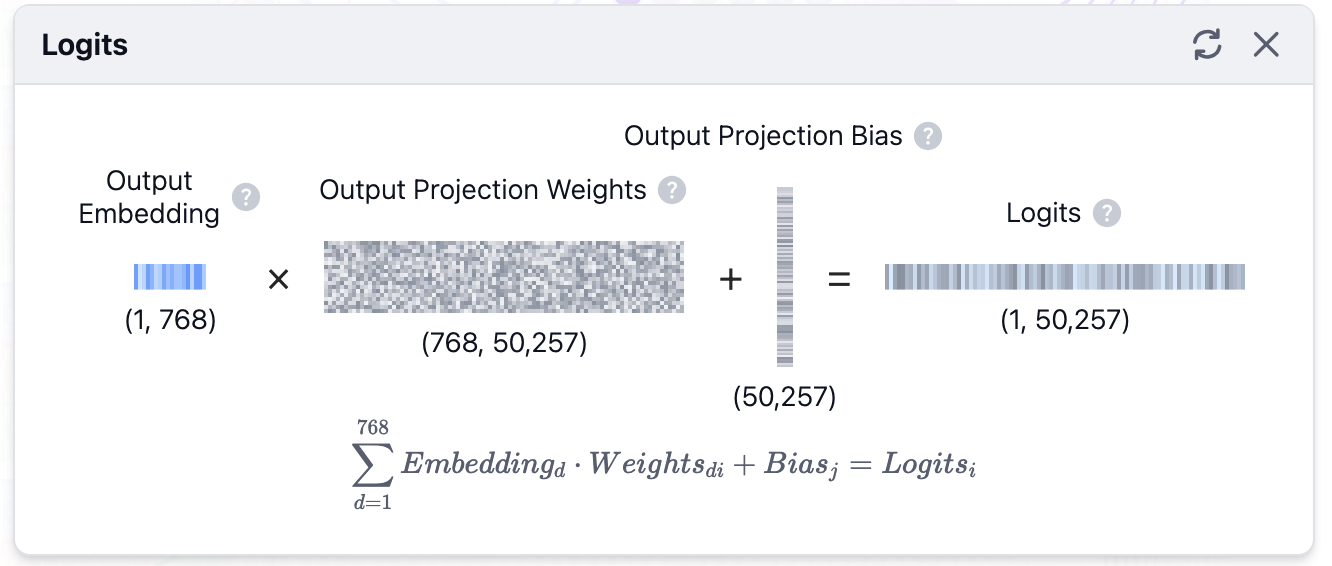 Logits
Output Projection Bias ?
Output
Embedding ?
Output Projection Weights ?
Logits ?
× + =
(1, 768)
(768, 50,257)
(50,257)
(1, 50,257)
768
∑ Embedding_d · Weights_di + Bias_j = Logits_i
d=1